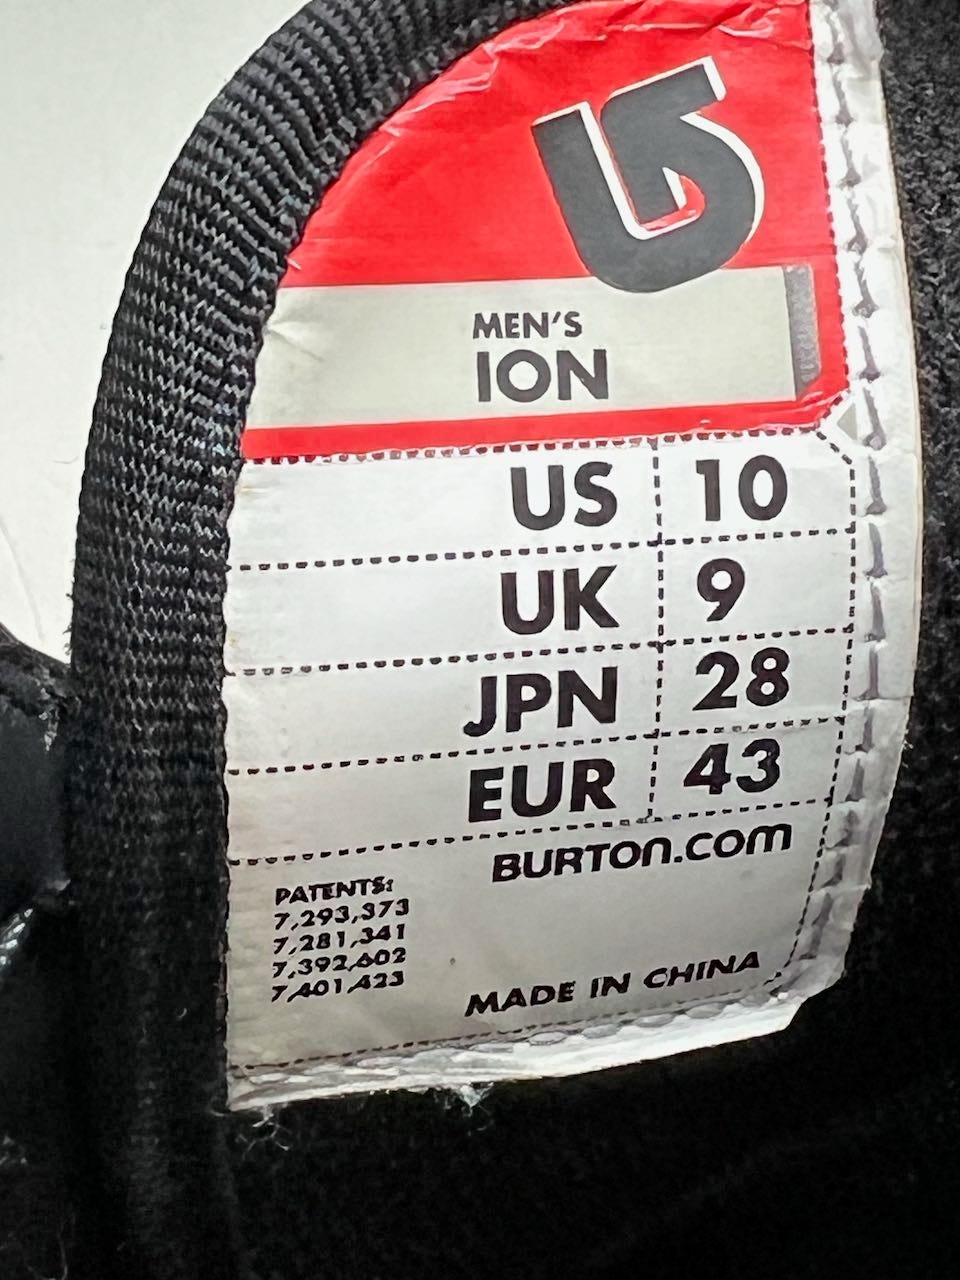 MEN'S
ION
US 10
UK 9
JPN 28
EUR 43
BURTON.COM
PATENTS:
7,293,373
7,281,341
7,392,602
7,401,423
MADE IN CHINA